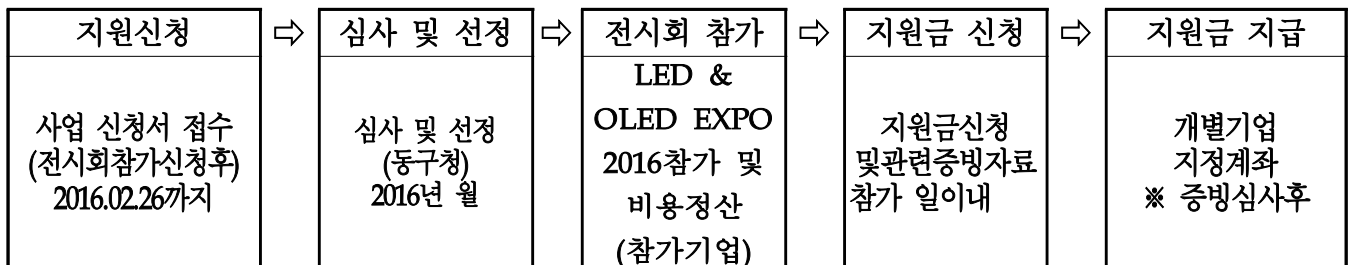 지원신청 ⇨ 심사 및 선정 ⇨ 전시회 참가 ⇨ 지원금 신청 ⇨ 지원금 지급
사업 신청서 접수
(전시회참가신청후)
2016.02.26까지
심사 및 선정
(동구청)
2016년 월
LED &
OLED EXPO
2016참가 및
비용정산
(참가기업)
지원금신청
및관련증빙자료
참가 일이내
개별기업
지정계좌
※ 증빙심사후